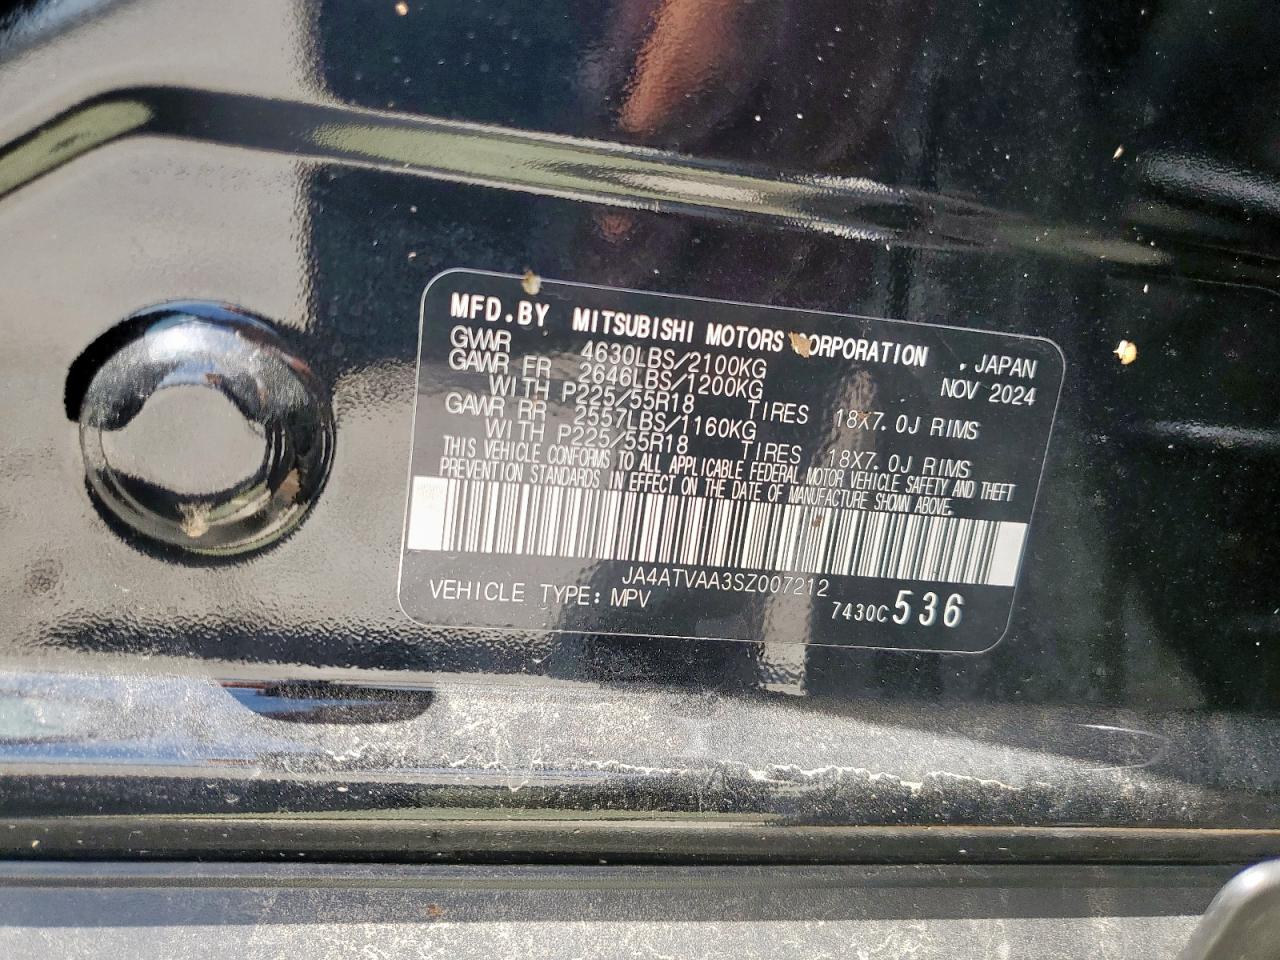 MFD.BY MITSUBISHI MOTORS CORPORATION , JAPAN
GVWR 4630LBS/2100KG NOV 2024
GAWR FR 2646LBS/1200KG
WITH P225/55R18 TIRES 18X7.0J RIMS
GAWR RR 2557LBS/1160KG
WITH P225/55R18 TIRES 18X7.0J RIMS
THIS VEHICLE CONFORMS TO ALL APPLICABLE FEDERAL MOTOR VEHICLE SAFETY AND THEFT
PREVENTION STANDARDS IN EFFECT ON THE DATE OF MANUFACTURE SHOWN ABOVE.
JA4ATVAA3SZ007212
VEHICLE TYPE: MPV 7430C 536